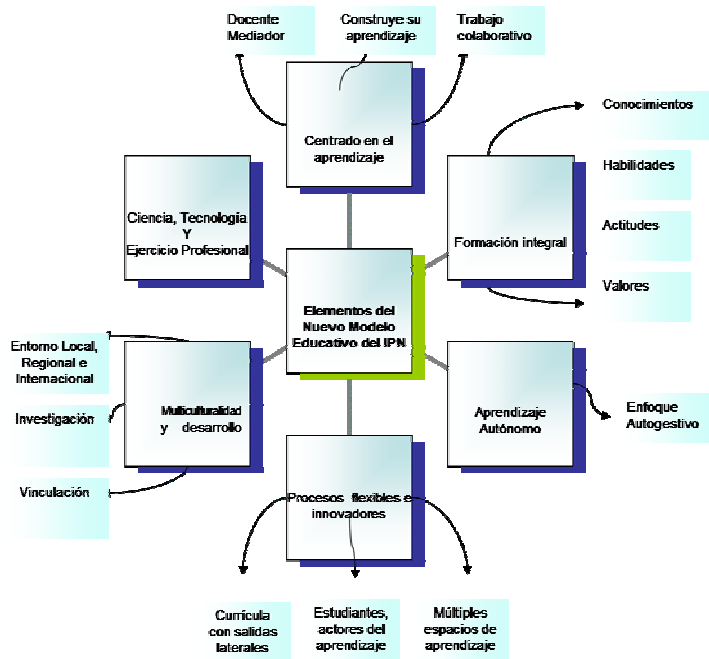 Docente
Mediador
Construye su
aprendizaje
Trabajo
colaborativo
Centrado en el
aprendizaje
Conocimientos
Habilidades
Actitudes
Valores
Formación integral
Ciencia, Tecnología
Y
Ejercicio Profesional
Elementos del
Nuevo Modelo
Educativo del IPN
Entorno Local,
Regional e
Internacional
Investigación
Vinculación
Multiculturalidad
y desarrollo
Aprendizaje
Autónomo
Enfoque
Autogestivo
Procesos flexibles e
innovadores
Currícula
con salidas
laterales
Estudiantes,
actores del
aprendizaje
Múltiples
espacios de
aprendizaje